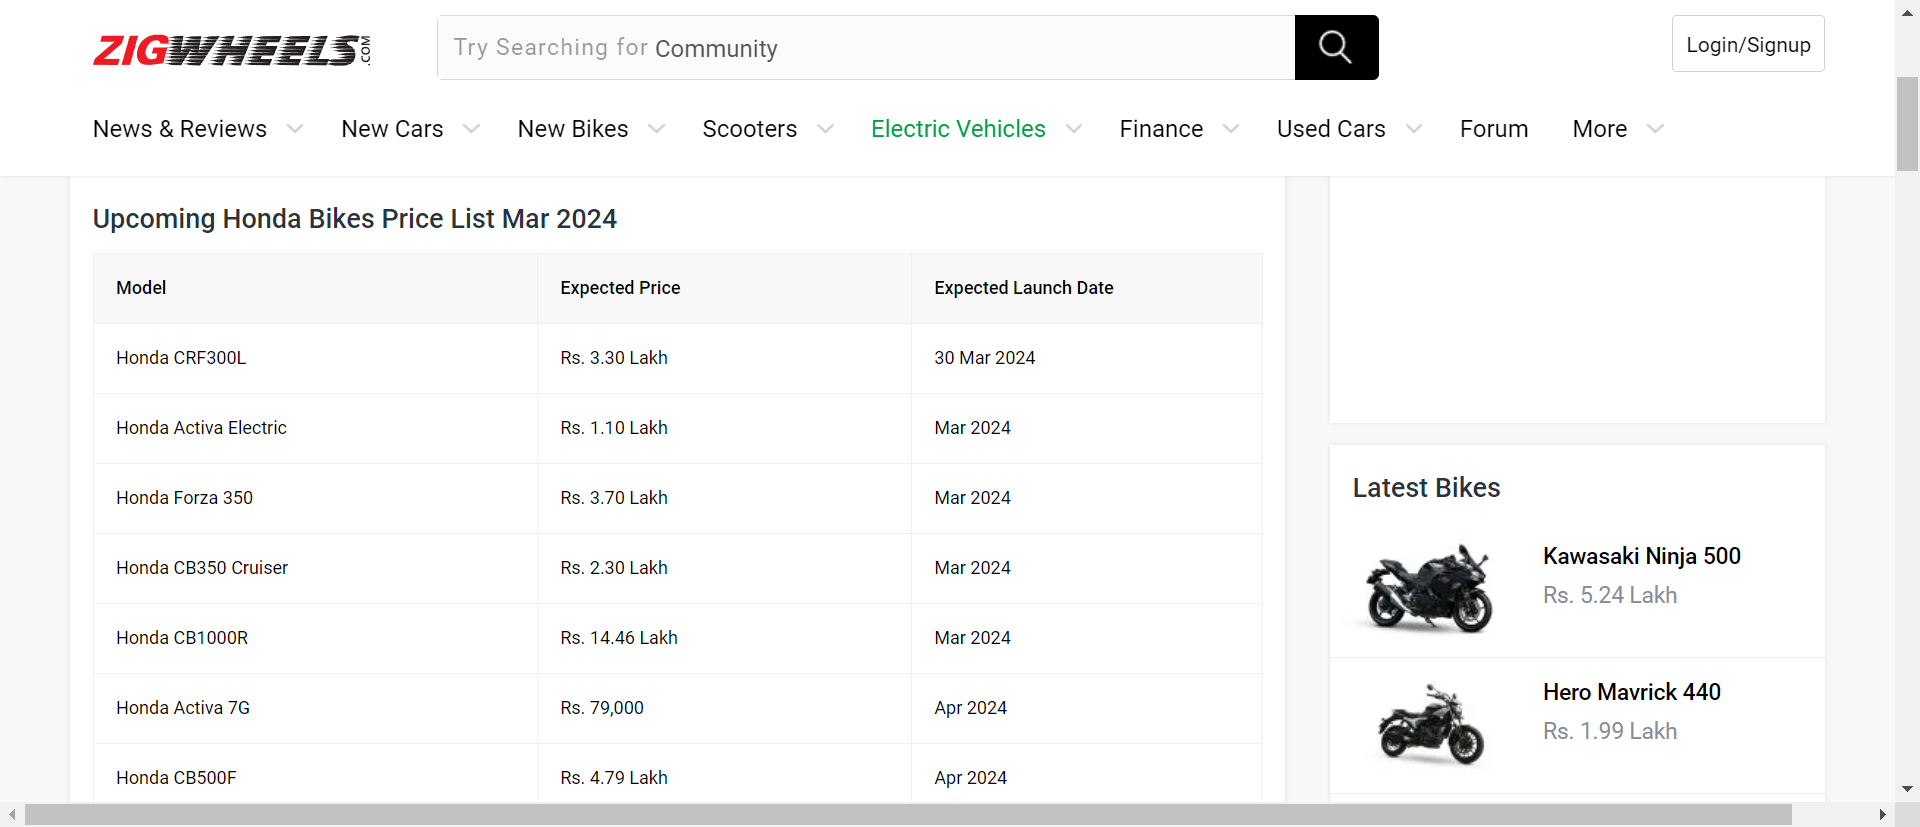 ZIGWHEELS.COM
Try Searching for Community
Login/Signup
News & Reviews New Cars New Bikes Scooters Electric Vehicles Finance Used Cars Forum More
Upcoming Honda Bikes Price List Mar 2024
Model Expected Price Expected Launch Date
Honda CRF300L Rs. 3.30 Lakh 30 Mar 2024
Honda Activa Electric Rs. 1.10 Lakh Mar 2024
Honda Forza 350 Rs. 3.70 Lakh Mar 2024
Honda CB350 Cruiser Rs. 2.30 Lakh Mar 2024
Honda CB1000R Rs. 14.46 Lakh Mar 2024
Honda Activa 7G Rs. 79,000 Apr 2024
Honda CB500F Rs. 4.79 Lakh Apr 2024
Latest Bikes
Kawasaki Ninja 500
Rs. 5.24 Lakh
Hero Mavrick 440
Rs. 1.99 Lakh